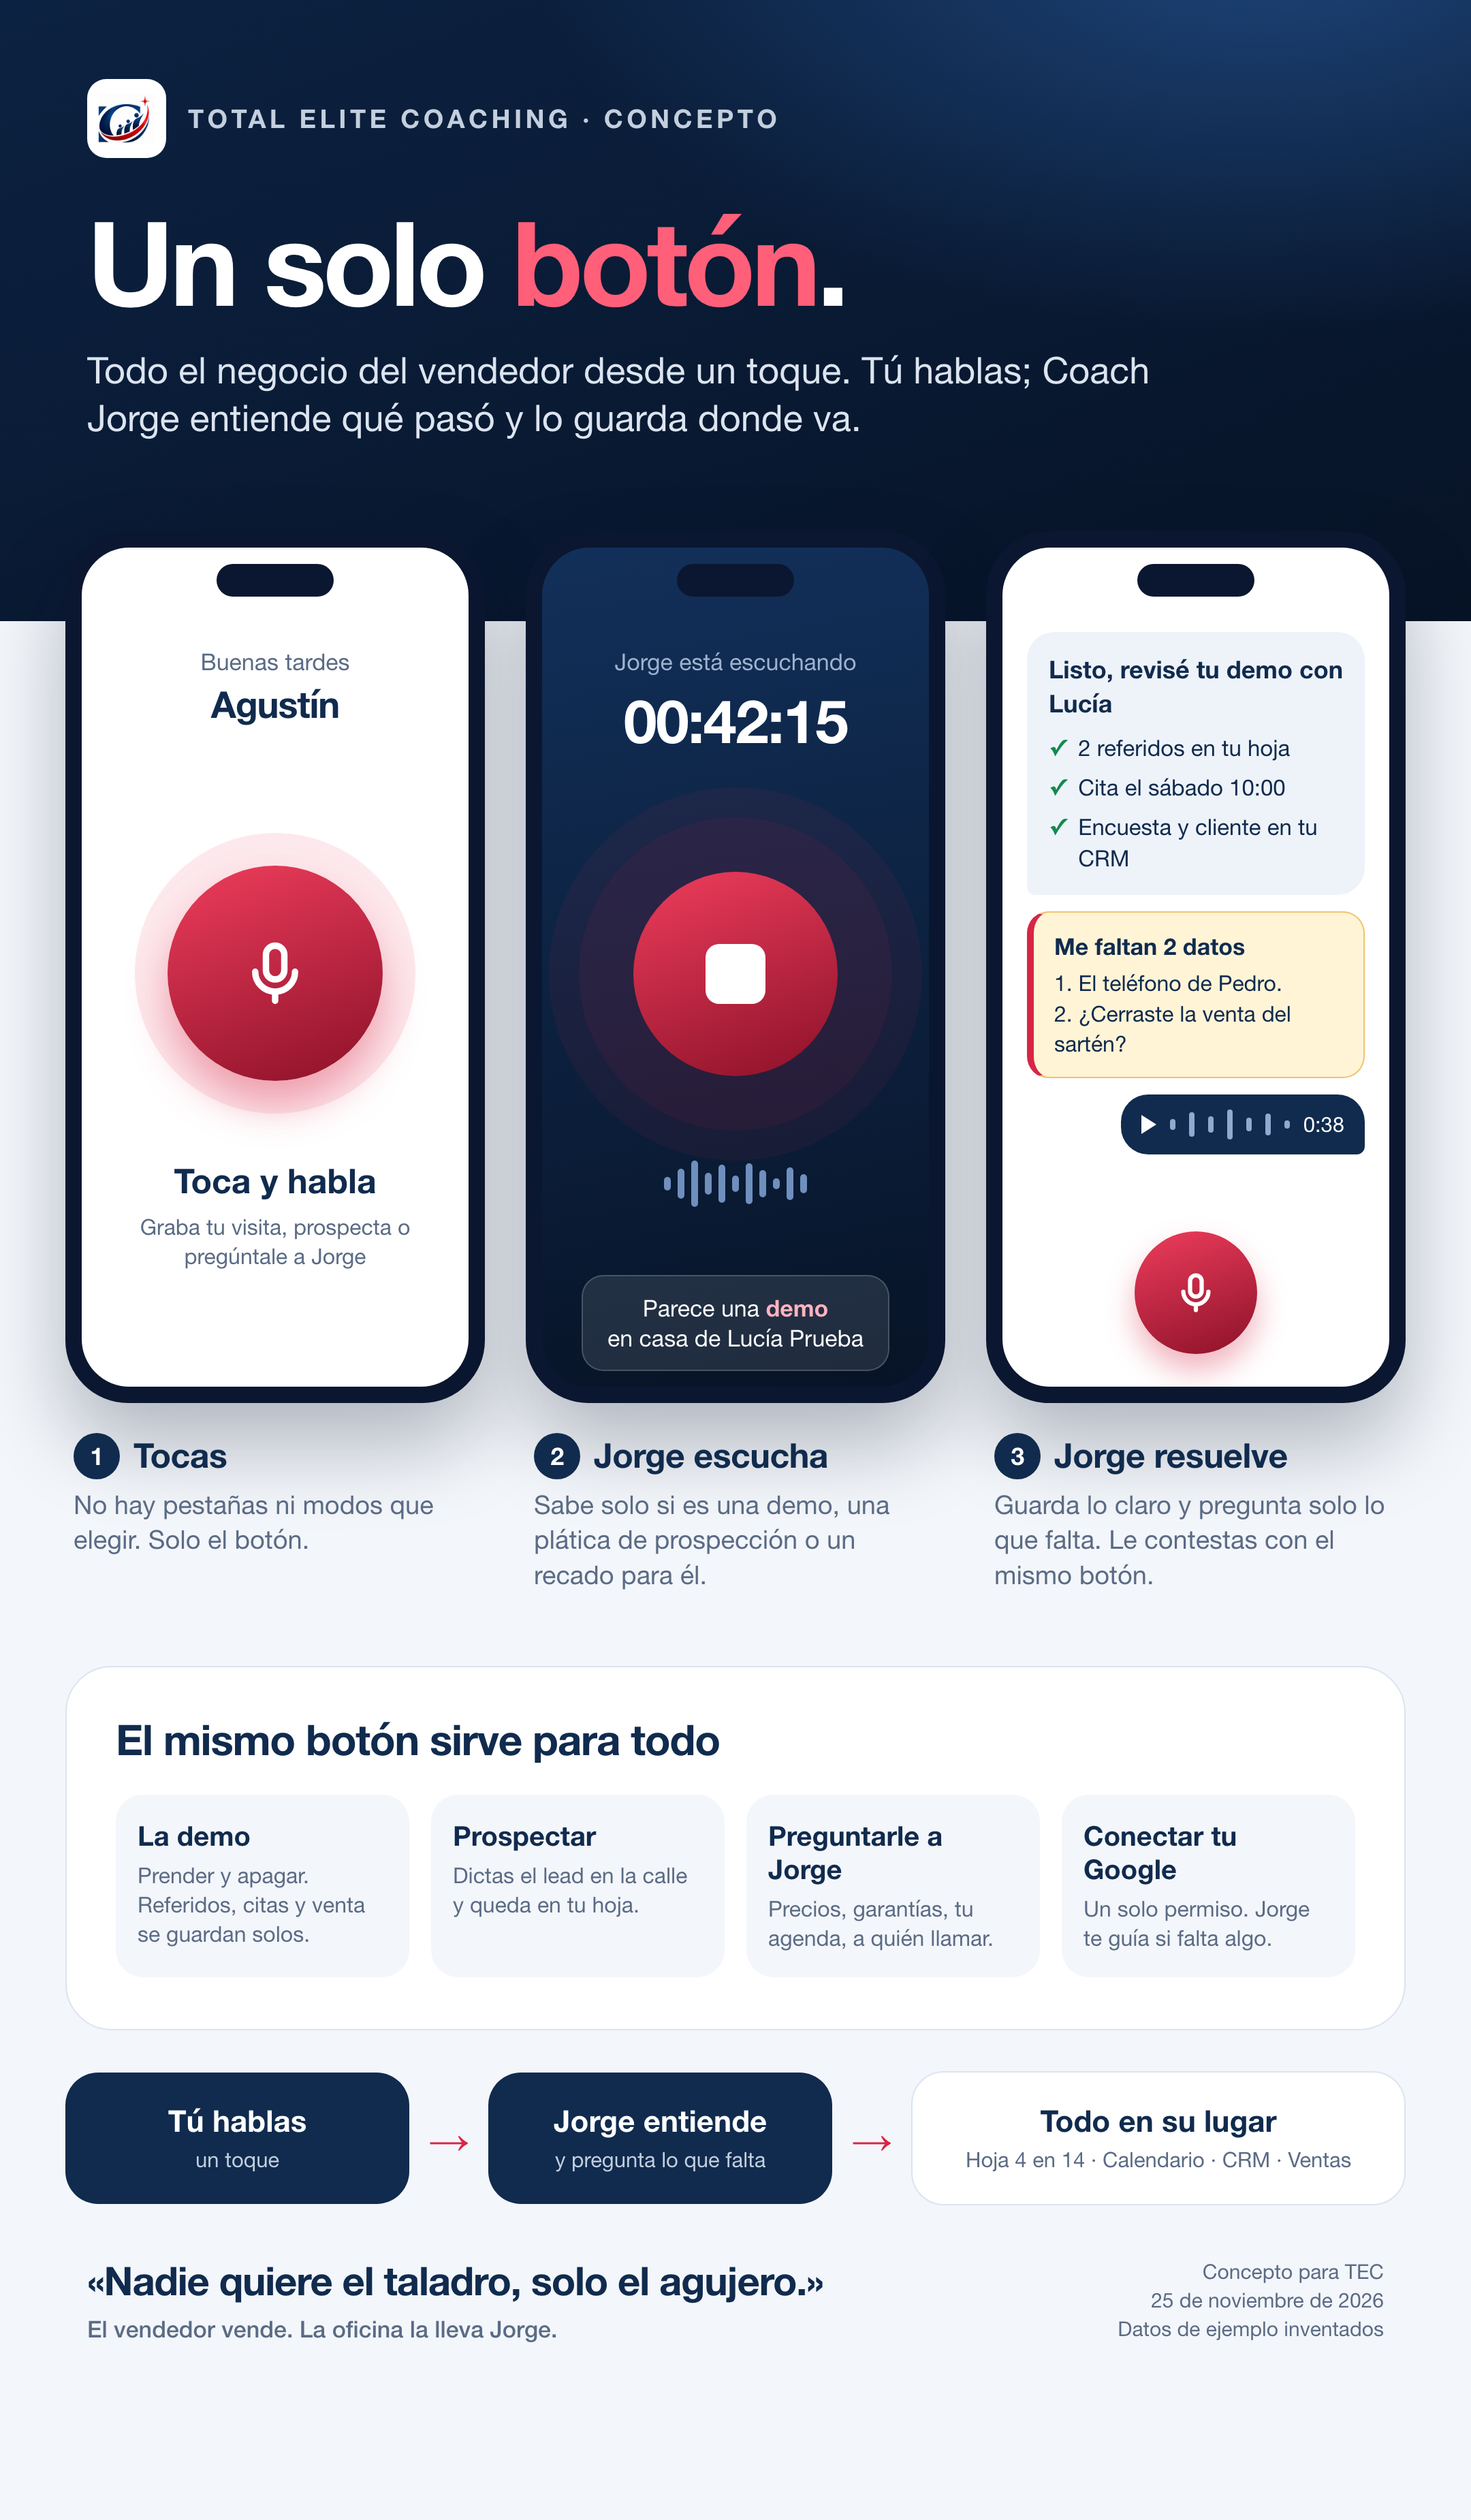 TOTAL ELITE COACHING · CONCEPTO
Un solo botón.
Todo el negocio del vendedor desde un toque. Tú hablas; Coach
Jorge entiende qué pasó y lo guarda donde va.
Buenas tardes
Agustín
Toca y habla
Graba tu visita, prospecta o
pregúntale a Jorge
Jorge está escuchando
00:42:15
Parece una demo
en casa de Lucía Prueba
Listo, revisé tu demo con
Lucía
✓ 2 referidos en tu hoja
✓ Cita el sábado 10:00
✓ Encuesta y cliente en tu
CRM
Me faltan 2 datos
1. El teléfono de Pedro.
2. ¿Cerraste la venta del
sartén?
0:38
1 Tocas
No hay pestañas ni modos que
elegir. Solo el botón.
2 Jorge escucha
Sabe solo si es una demo, una
plática de prospección o un
recado para él.
3 Jorge resuelve
Guarda lo claro y pregunta solo lo
que falta. Le contestas con el
mismo botón.
El mismo botón sirve para todo
La demo
Prender y apagar.
Referidos, citas y venta
se guardan solos.
Prospectar
Dictas el lead en la calle
y queda en tu hoja.
Preguntarle a
Jorge
Precios, garantías, tu
agenda, a quién llamar.
Conectar tu
Google
Un solo permiso. Jorge
te guía si falta algo.
Tú hablas
un toque
→
Jorge entiende
y pregunta lo que falta
→
Todo en su lugar
Hoja 4 en 14 · Calendario · CRM · Ventas
«Nadie quiere el taladro, solo el agujero.»
El vendedor vende. La oficina la lleva Jorge.
Concepto para TEC
25 de noviembre de 2026
Datos de ejemplo inventados